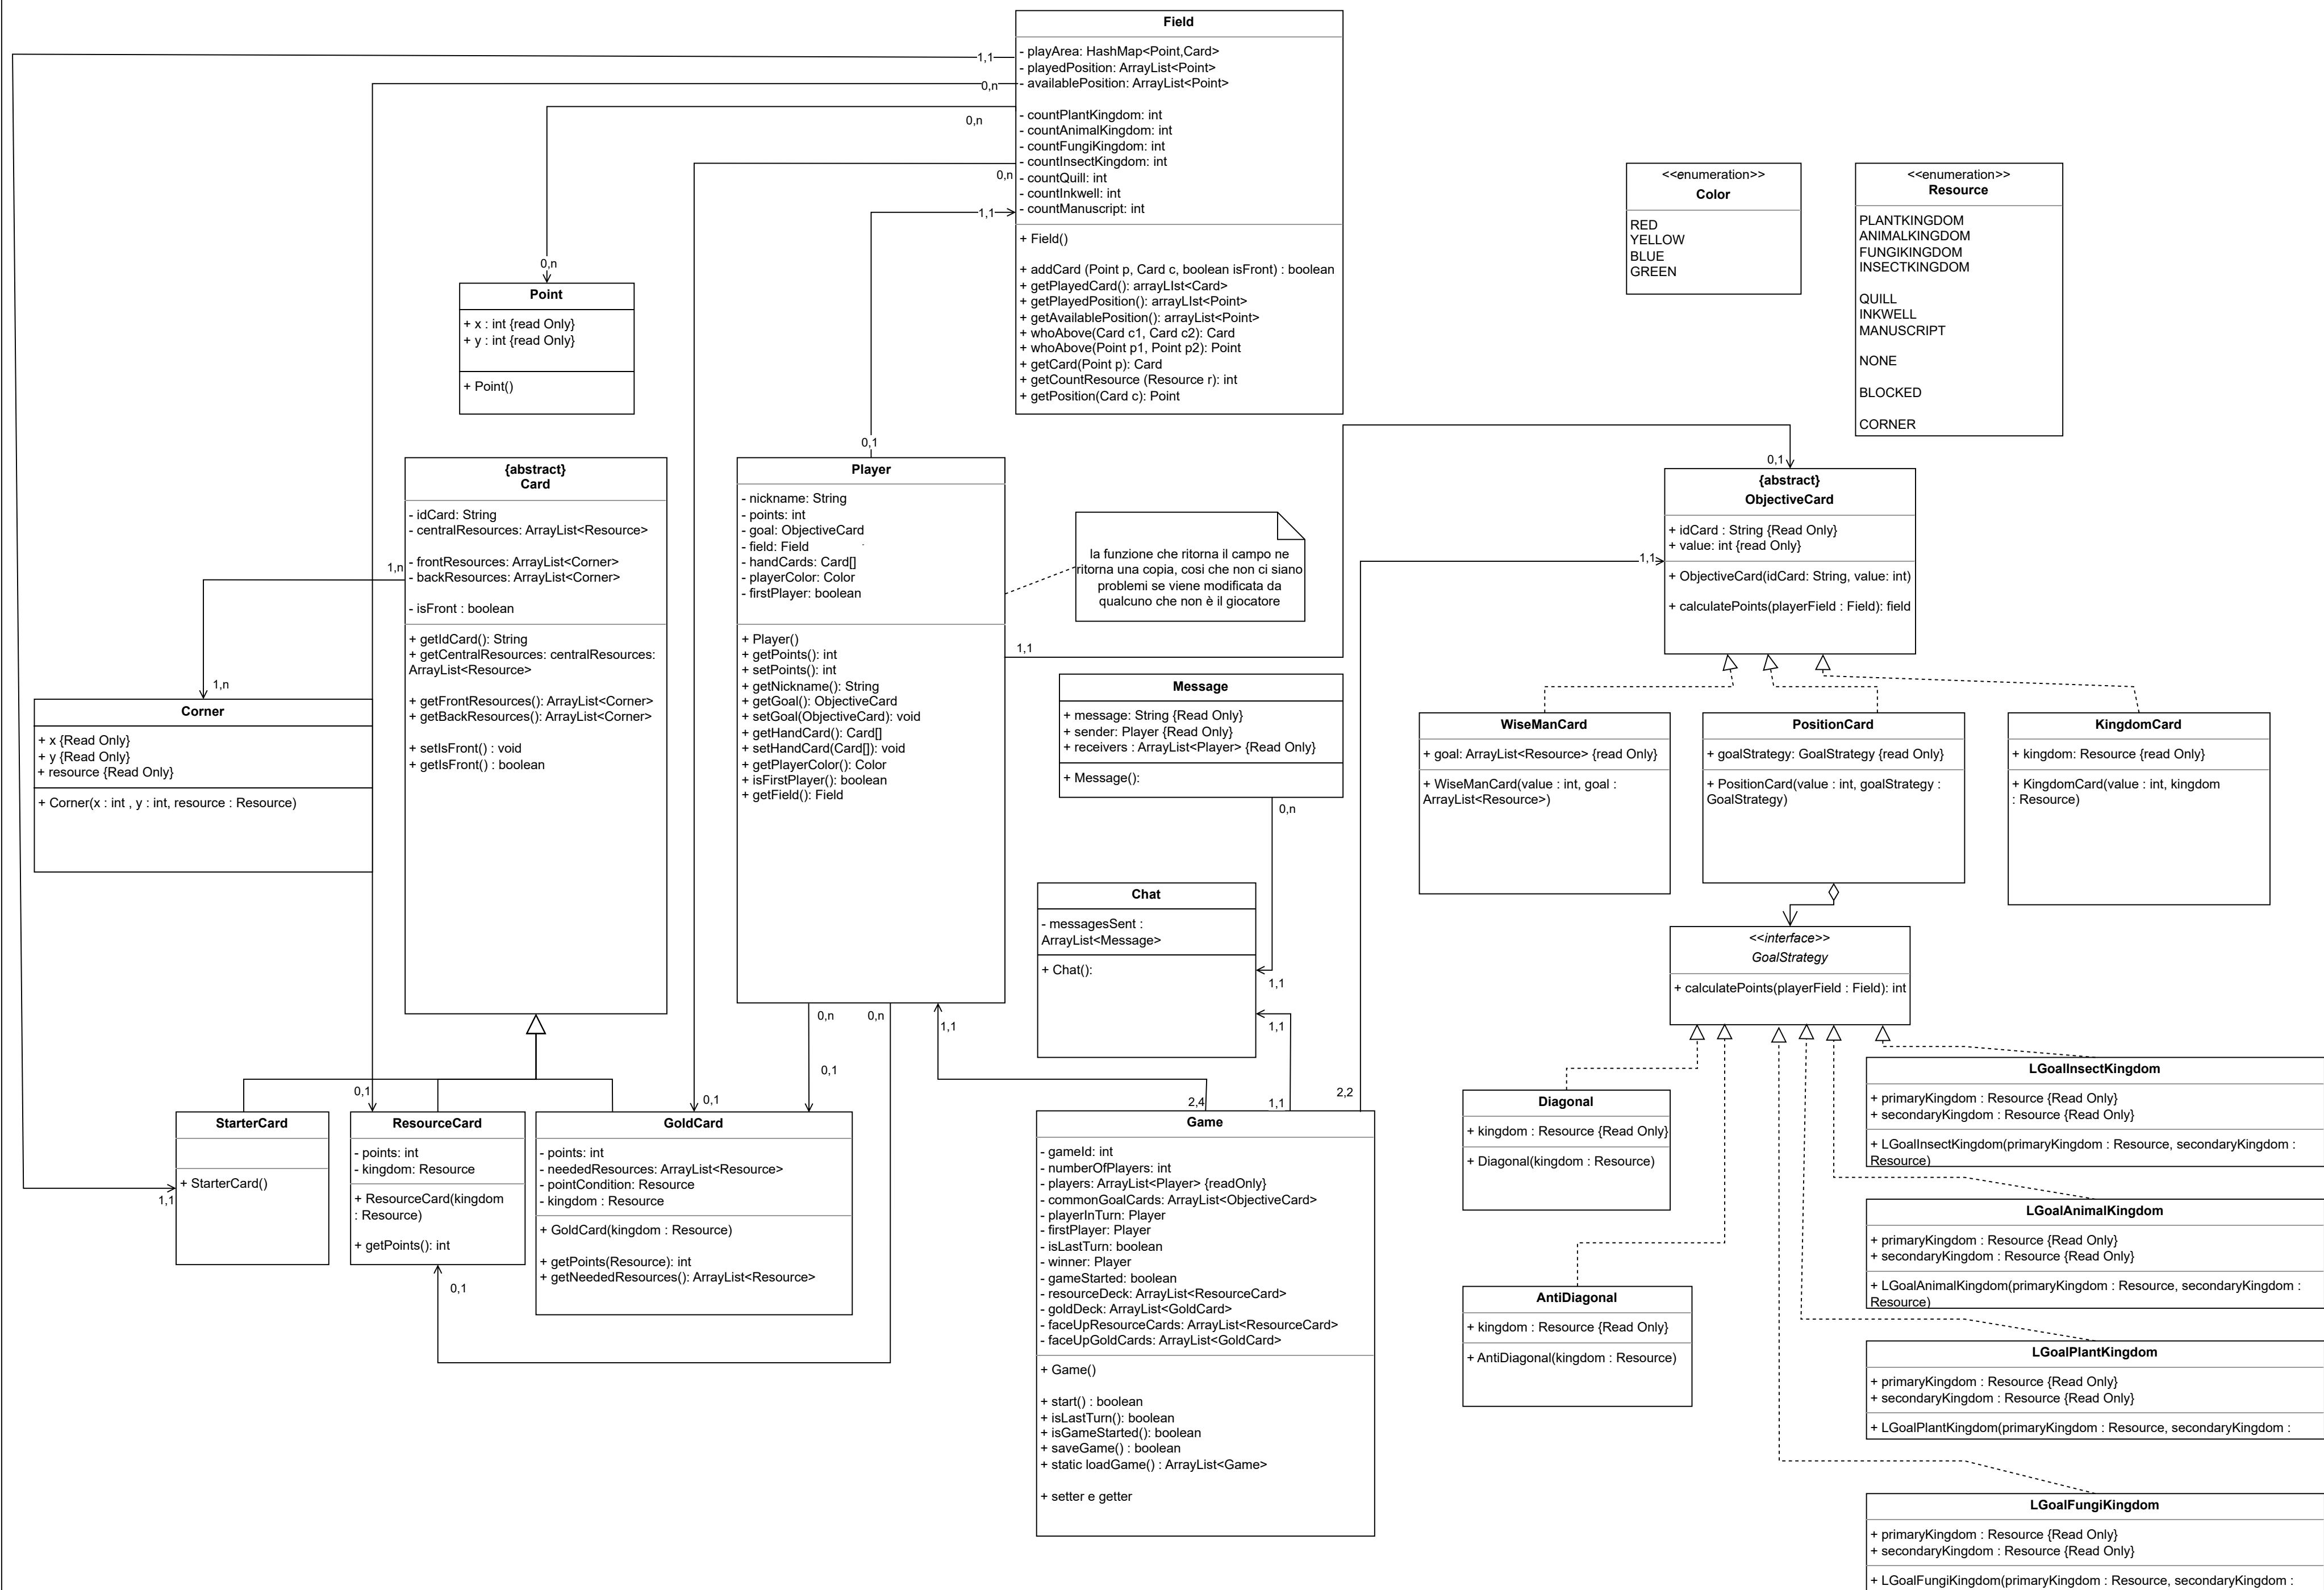 Field
- playArea: HashMap<Point,Card>
- playedPosition: ArrayList<Point>
- availablePosition: ArrayList<Point>
- countPlantKingdom: int
- countAnimalKingdom: int
- countFungiKingdom: int
- countInsectKingdom: int
- countQuill: int
- countInkwell: int
- countManuscript: int
+ Field()
+ addCard (Point p, Card c, boolean isFront) : boolean
+ getPlayedCard(): arrayLIst<Card>
+ getPlayedPosition(): arrayLIst<Point>
+ getAvailablePosition(): arrayList<Point>
+ whoAbove(Card c1, Card c2): Card
+ whoAbove(Point p1, Point p2): Point
+ getCard(Point p): Card
+ getCountResource (Resource r): int
+ getPosition(Card c): Point
1,1
0,n
0,n
0,n
1,1
<<enumeration>>
Color
RED
YELLOW
BLUE
GREEN
<<enumeration>>
Resource
PLANTKINGDOM
ANIMALKINGDOM
FUNGIKINGDOM
INSECTKINGDOM
QUILL
INKWELL
MANUSCRIPT
NONE
BLOCKED
CORNER
0,n
Point
+ x : int {read Only}
+ y : int {read Only}
+ Point()
{abstract}
Card
- idCard: String
- centralResources: ArrayList<Resource>
- frontResources: ArrayList<Corner>
- backResources: ArrayList<Corner>
- isFront : boolean
+ getIdCard(): String
+ getCentralResources: centralResources:
ArrayList<Resource>
+ getFrontResources(): ArrayList<Corner>
+ getBackResources(): ArrayList<Corner>
+ setIsFront() : void
+ getIsFront() : boolean
1,n
1,n
0,1
Player
- nickname: String
- points: int
- goal: ObjectiveCard
- field: Field
- handCards: Card[]
- playerColor: Color
- firstPlayer: boolean
+ Player()
+ getPoints(): int
+ setPoints(): int
+ getNickname(): String
+ getGoal(): ObjectiveCard
+ setGoal(ObjectiveCard): void
+ getHandCard(): Card[]
+ setHandCard(Card[]): void
+ getPlayerColor(): Color
+ isFirstPlayer(): boolean
+ getField(): Field
la funzione che ritorna il campo ne
ritorna una copia, cosi che non ci siano
problemi se viene modificata da
qualcuno che non è il giocatore
1,1
0,1
{abstract}
ObjectiveCard
+ idCard : String {Read Only}
+ value: int {read Only}
+ ObjectiveCard(idCard: String, value: int)
+ calculatePoints(playerField : Field): field
1,1
Corner
+ x {Read Only}
+ y {Read Only}
+ resource {Read Only}
+ Corner(x : int , y : int, resource : Resource)
Message
+ message: String {Read Only}
+ sender: Player {Read Only}
+ receivers : ArrayList<Player> {Read Only}
+ Message():
0,n
WiseManCard
+ goal: ArrayList<Resource> {read Only}
+ WiseManCard(value : int, goal :
ArrayList<Resource>)
PositionCard
+ goalStrategy: GoalStrategy {read Only}
+ PositionCard(value : int, goalStrategy :
GoalStrategy)
KingdomCard
+ kingdom: Resource {read Only}
+ KingdomCard(value : int, kingdom
: Resource)
Chat
- messagesSent :
ArrayList<Message>
+ Chat():
1,1
1,1
<<interface>>
GoalStrategy
+ calculatePoints(playerField : Field): int
0,n
0,n
1,1
0,1
0,1
0,1
2,4
1,1
2,2
1,1
0,1
StarterCard
+ StarterCard()
ResourceCard
- points: int
- kingdom: Resource
+ ResourceCard(kingdom
: Resource)
+ getPoints(): int
GoldCard
- points: int
- neededResources: ArrayList<Resource>
- pointCondition: Resource
- kingdom : Resource
+ GoldCard(kingdom : Resource)
+ getPoints(Resource): int
+ getNeededResources(): ArrayList<Resource>
Game
- gameId: int
- numberOfPlayers: int
- players: ArrayList<Player> {readOnly}
- commonGoalCards: ArrayList<ObjectiveCard>
- playerInTurn: Player
- firstPlayer: Player
- isLastTurn: boolean
- winner: Player
- gameStarted: boolean
- resourceDeck: ArrayList<ResourceCard>
- goldDeck: ArrayList<GoldCard>
- faceUpResourceCards: ArrayList<ResourceCard>
- faceUpGoldCards: ArrayList<GoldCard>
+ Game()
+ start() : boolean
+ isLastTurn(): boolean
+ isGameStarted(): boolean
+ saveGame() : boolean
+ static loadGame() : ArrayList<Game>
+ setter e getter
Diagonal
+ kingdom : Resource {Read Only}
+ Diagonal(kingdom : Resource)
AntiDiagonal
+ kingdom : Resource {Read Only}
+ AntiDiagonal(kingdom : Resource)
LGoalInsectKingdom
+ primaryKingdom : Resource {Read Only}
+ secondaryKingdom : Resource {Read Only}
+ LGoalInsectKingdom(primaryKingdom : Resource, secondaryKingdom :
Resource)
LGoalAnimalKingdom
+ primaryKingdom : Resource {Read Only}
+ secondaryKingdom : Resource {Read Only}
+ LGoalAnimalKingdom(primaryKingdom : Resource, secondaryKingdom :
Resource)
LGoalPlantKingdom
+ primaryKingdom : Resource {Read Only}
+ secondaryKingdom : Resource {Read Only}
+ LGoalPlantKingdom(primaryKingdom : Resource, secondaryKingdom :
LGoalFungiKingdom
+ primaryKingdom : Resource {Read Only}
+ secondaryKingdom : Resource {Read Only}
+ LGoalFungiKingdom(primaryKingdom : Resource, secondaryKingdom :